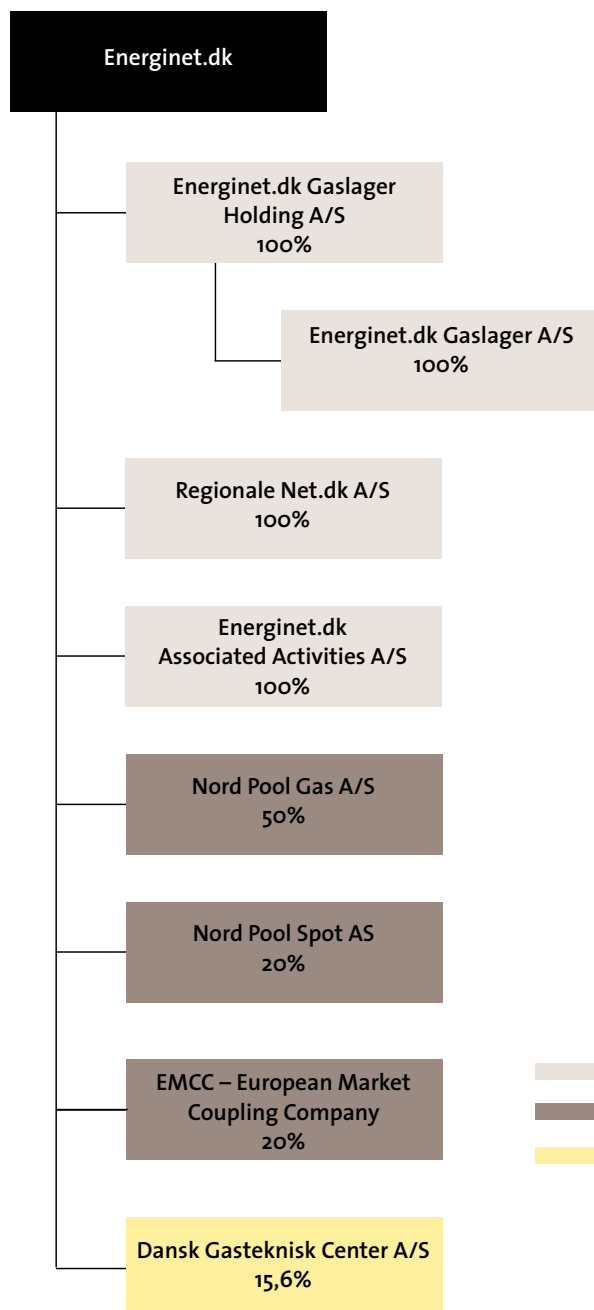 Energinet.dk
Energinet.dk Gaslager
Holding A/S
100%
Energinet.dk Gaslager A/S
100%
Regionale Net.dk A/S
100%
Energinet.dk
Associated Activities A/S
100%
Nord Pool Gas A/S
50%
Nord Pool Spot AS
20%
EMCC – European Market
Coupling Company
20%
Dansk Gasteknisk Center A/S
15,6%